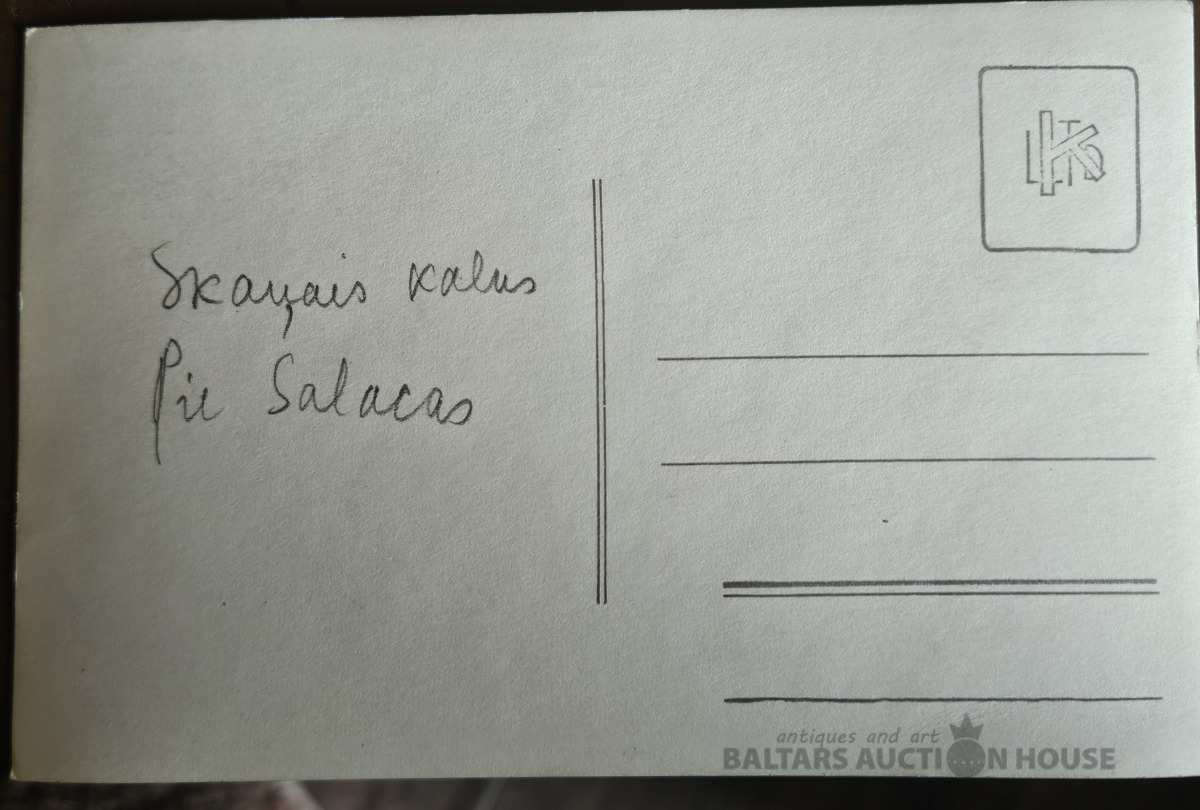 Skaņais kalns
Pie Salacas
antiques and art
BALTARS AUCTION HOUSE